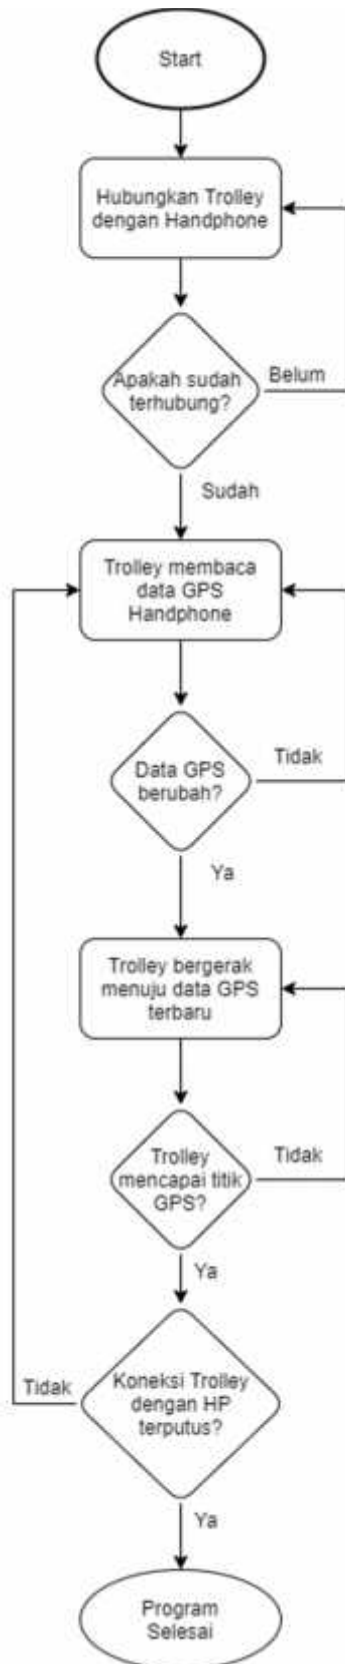 Start
Hubungkan Trolley
dengan Handphone
Apakah sudah
terhubung?
Belum
Sudah
Trolley membaca
data GPS
Handphone
Data GPS
berubah?
Tidak
Ya
Trolley bergerak
menuju data GPS
terbaru
Trolley
mencapai titik
GPS?
Tidak
Ya
Koneksi Trolley
dengan HP
terputus?
Tidak
Ya
Program
Selesai